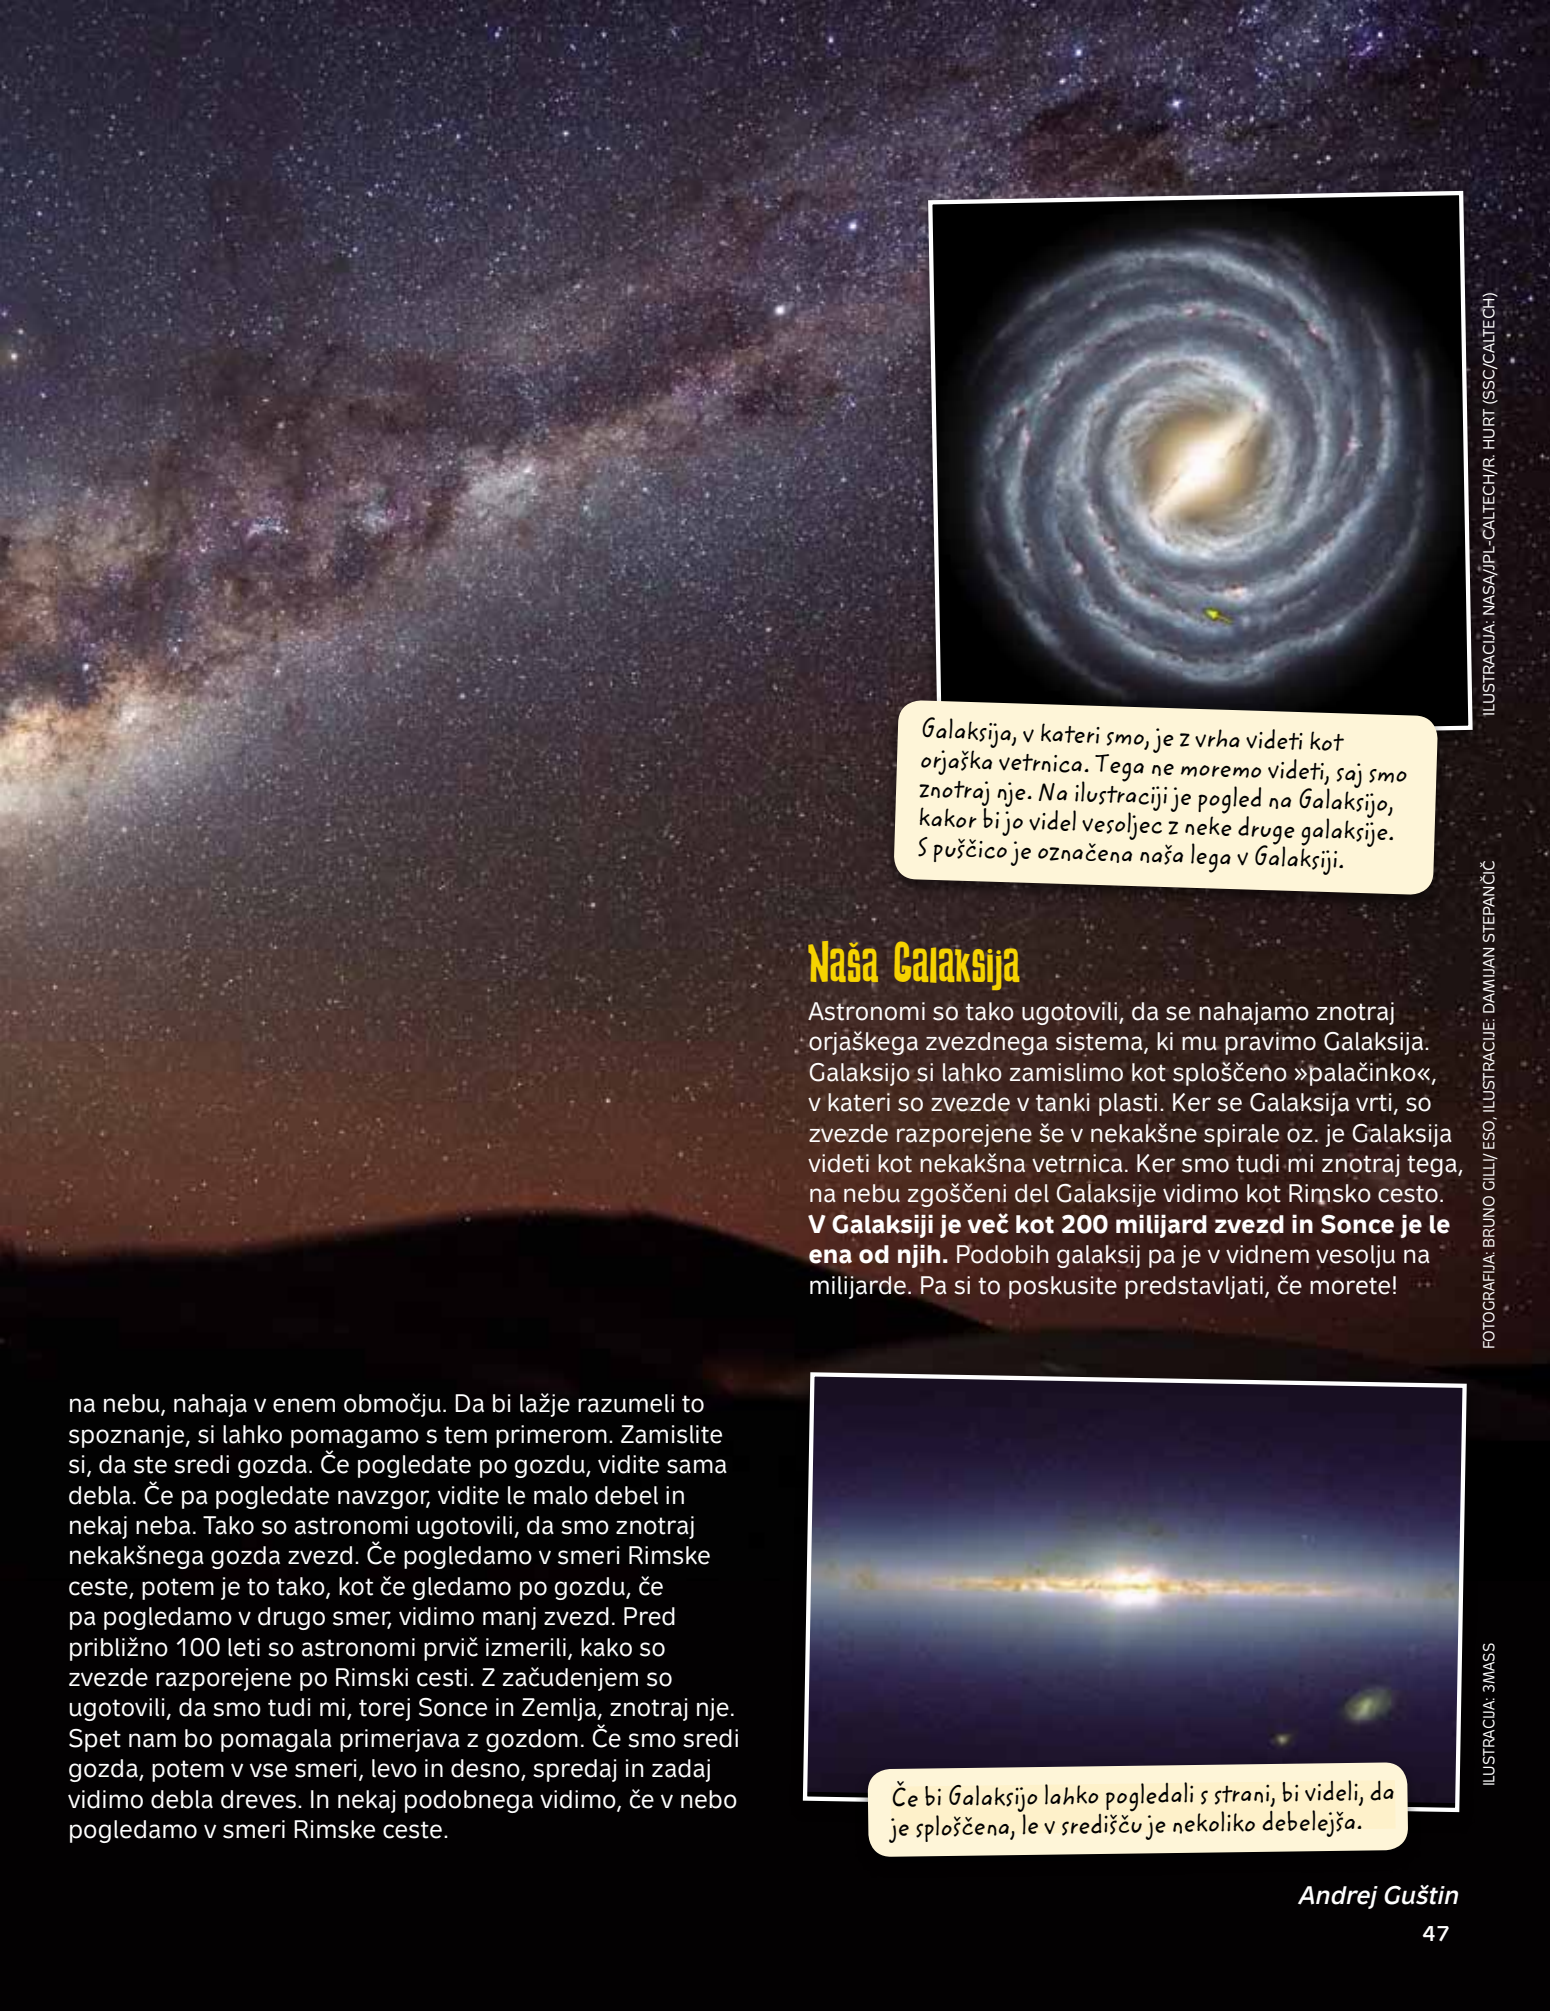 na nebu, nahaja v enem območju. Da bi lažje razumeli to
spoznanje, si lahko pomagamo s tem primerom. Zamislite
si, da ste sredi gozda. Če pogledate po gozdu, vidite sama
debla. Če pa pogledate navzgor, vidite le malo debel in
nekaj neba. Tako so astronomi ugotovili, da smo znotraj
nekakšnega gozda zvezd. Če pogledamo v smeri Rimske
ceste, potem je to tako, kot če gledamo po gozdu, če
pa pogledamo v drugo smer, vidimo manj zvezd. Pred
približno 100 leti so astronomi prvič izmerili, kako so
zvezde razporejene po Rimski cesti. Z začudenjem so
ugotovili, da smo tudi mi, torej Sonce in Zemlja, znotraj nje.
Spet nam bo pomagala primerjava z gozdom. Če smo sredi
gozda, potem v vse smeri, levo in desno, spredaj in zadaj
vidimo debla dreves. In nekaj podobnega vidimo, če v nebo
pogledamo v smeri Rimske ceste.
Galaksija, v kateri smo, je z vrha videti kot
orjaška vetrnica. Tega ne moremo videti, saj smo
znotraj nje. Na ilustraciji je pogled na Galaksijo,
kakor bi jo videl vesoljec z neke druge galaksije.
S puščico je označena naša lega v Galaksiji.
Naša Galaksija
Astronomi so tako ugotovili, da se nahajamo znotraj
orjaškega zvezdnega sistema, ki mu pravimo Galaksija.
Galaksijo si lahko zamislimo kot sploščeno »palačinko«,
v kateri so zvezde v tanki plasti. Ker se Galaksija vrti, so
zvezde razporejene še v nekakšne spirale oz. je Galaksija
videti kot nekakšna vetrnica. Ker smo tudi mi znotraj tega,
na nebu zgoščeni del Galaksije vidimo kot Rimsko cesto.
V Galaksiji je več kot 200 milijard zvezd in Sonce je le
ena od njih. Podobih galaksij pa je v vidnem vesolju na
milijarde. Pa si to poskusite predstavljati, če morete!
Če bi Galaksijo lahko pogledali s strani, bi videli, da
je sploščena, le v središču je nekoliko debelejša.
Andrej Guštin
47
ILUSTRACIJA: NASA/JPL-CALTECH/R. HURT (SSC/CALTECH)
FOTOGRAFIJA: BRUNO GILLI/ ESO, ILUSTRACIJE: DAMIJAN STEPANČIČ
ILUSTRACIJA: 3MASS